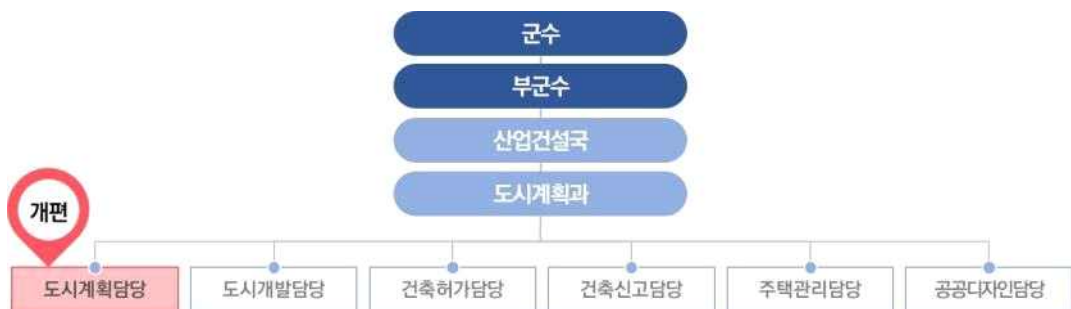 군수
부군수
산업건설국
도시계획과
개편
도시계획담당
도시개발담당
건축허가담당
건축신고담당
주택관리담당
공공디자인담당